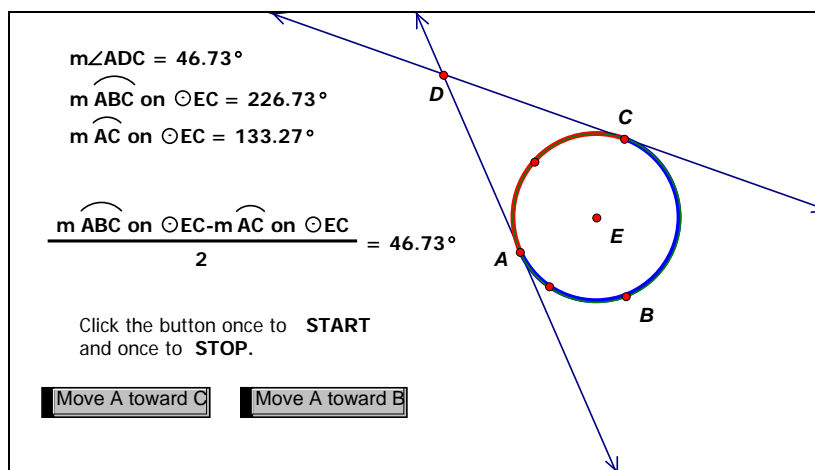 m∠ADC = 46.73°
m ABC on ⊙EC = 226.73°
m AC on ⊙EC = 133.27°
m ABC on ⊙EC-m AC on ⊙EC
2
= 46.73°
Click the button once to START
and once to STOP.
Move A toward C
Move A toward B
D
C
E
A
B